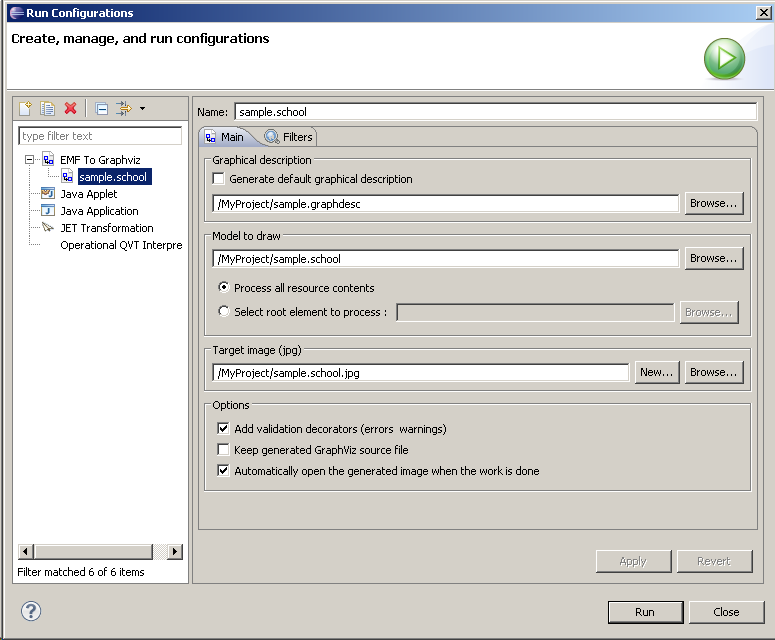 Run Configurations
Create, manage, and run configurations
type filter text
EMF To Graphviz
sample.school
Java Applet
Java Application
JET Transformation
Operational QVT Interpre
Filter matched 6 of 6 items
Name: sample.school
Main Filters
Graphical description
Generate default graphical description
/MyProject/sample.graphdesc Browse...
Model to draw
/MyProject/sample.school Browse...
Process all resource contents
Select root element to process : Browse...
Target image (jpg)
/MyProject/sample.school.jpg New... Browse...
Options
Add validation decorators (errors  warnings)
Keep generated GraphViz source file
Automatically open the generated image when the work is done
Apply Revert
? Run Close